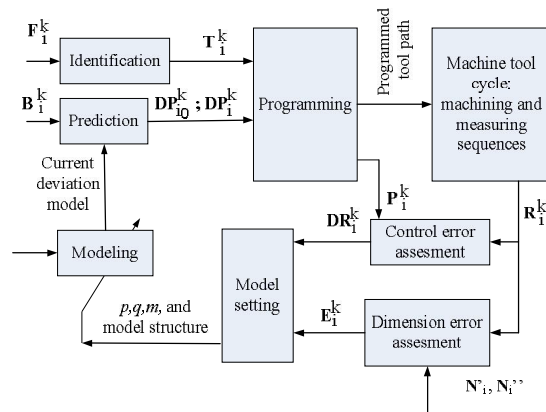 F_i^k
Identification
T_i^k
B_i^k
Prediction
DP_i0^k ; DP_i^k
Programming
Programmed
tool path
Machine tool
cycle:
machining and
measuring
sequences
Current
deviation
model
P_i^k
R_i^k
DR_i^k
Control error
assesment
Modeling
Model
setting
p,q,m, and
model structure
E_i^k
Dimension error
assesment
N'_i, N_i''